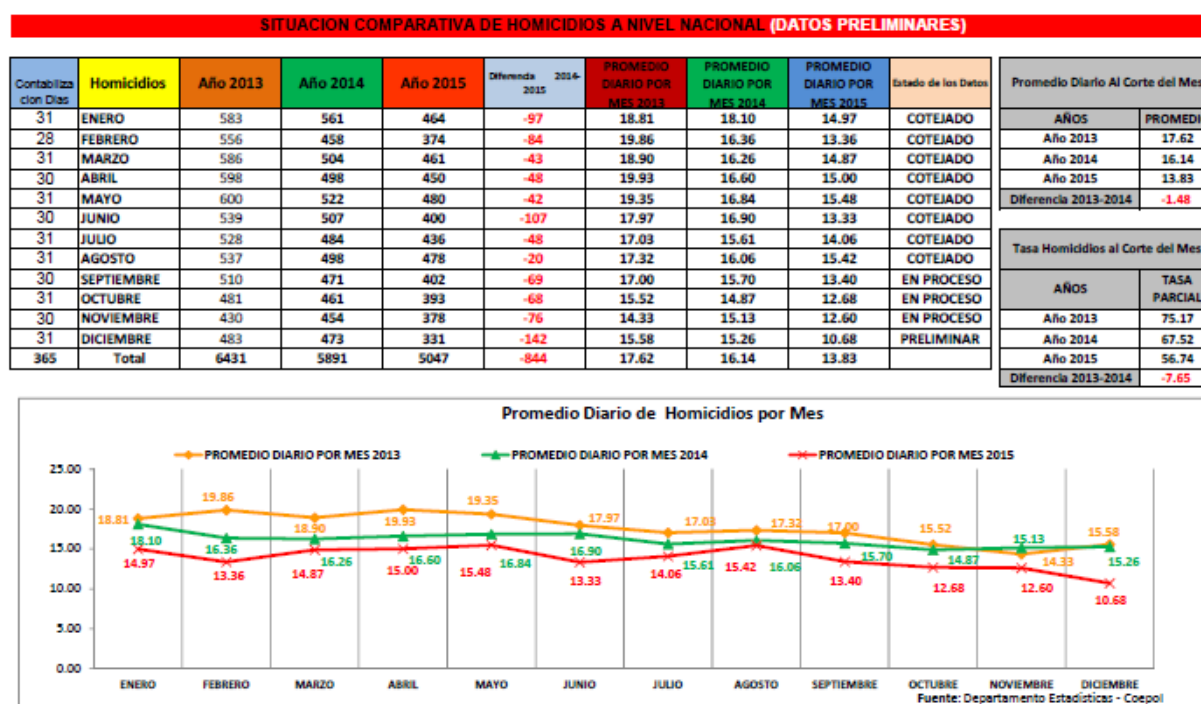 SITUACION COMPARATIVA DE HOMICIDIOS A NIVEL NACIONAL (DATOS PRELIMINARES)
Contabiliza cion Dias Homicidios Año 2013 Año 2014 Año 2015 Diferencia 2014-2015 PROMEDIO DIARIO POR MES 2013 PROMEDIO DIARIO POR MES 2014 PROMEDIO DIARIO POR MES 2015 Estado de los Datos
31 ENERO 583 561 464 -97 18.81 18.10 14.97 COTEJADO
28 FEBRERO 556 458 374 -84 19.86 16.36 13.36 COTEJADO
31 MARZO 586 504 461 -43 18.90 16.26 14.87 COTEJADO
30 ABRIL 598 498 450 -48 19.93 16.60 15.00 COTEJADO
31 MAYO 600 522 480 -42 19.35 16.84 15.48 COTEJADO
30 JUNIO 539 507 400 -107 17.97 16.90 13.33 COTEJADO
31 JULIO 528 484 436 -48 17.03 15.61 14.06 COTEJADO
31 AGOSTO 537 498 478 -20 17.32 16.06 15.42 COTEJADO
30 SEPTIEMBRE 510 471 402 -69 17.00 15.70 13.40 EN PROCESO
31 OCTUBRE 481 461 393 -68 15.52 14.87 12.68 EN PROCESO
30 NOVIEMBRE 430 454 378 -76 14.33 15.13 12.60 EN PROCESO
31 DICIEMBRE 483 473 331 -142 15.58 15.26 10.68 PRELIMINAR
365 Total 6431 5891 5047 -844 17.62 16.14 13.83
Promedio Diario Al Corte del Mes
AÑOS PROMEDIO
Año 2013 17.62
Año 2014 16.14
Año 2015 13.83
Diferencia 2013-2014 -1.48
Tasa Homicidios al Corte del Mes
AÑOS TASA PARCIAL
Año 2013 75.17
Año 2014 67.52
Año 2015 56.74
Diferencia 2013-2014 -7.65
Promedio Diario de Homicidios por Mes
PROMEDIO DIARIO POR MES 2013 PROMEDIO DIARIO POR MES 2014 PROMEDIO DIARIO POR MES 2015
25.00
20.00
15.00
10.00
5.00
0.00
18.81 19.86 18.90 19.93 19.35 17.97 17.03 17.32 17.00 15.52 14.33 15.58
18.10 16.36 16.26 16.60 16.84 16.90 15.61 16.06 15.70 14.87 15.13 15.26
14.97 13.36 14.87 15.00 15.48 13.33 14.06 15.42 13.40 12.68 12.60 10.68
ENERO FEBRERO MARZO ABRIL MAYO JUNIO JULIO AGOSTO SEPTIEMBRE OCTUBRE NOVIEMBRE DICIEMBRE
Fuente: Departamento Estadísticas - Coepol